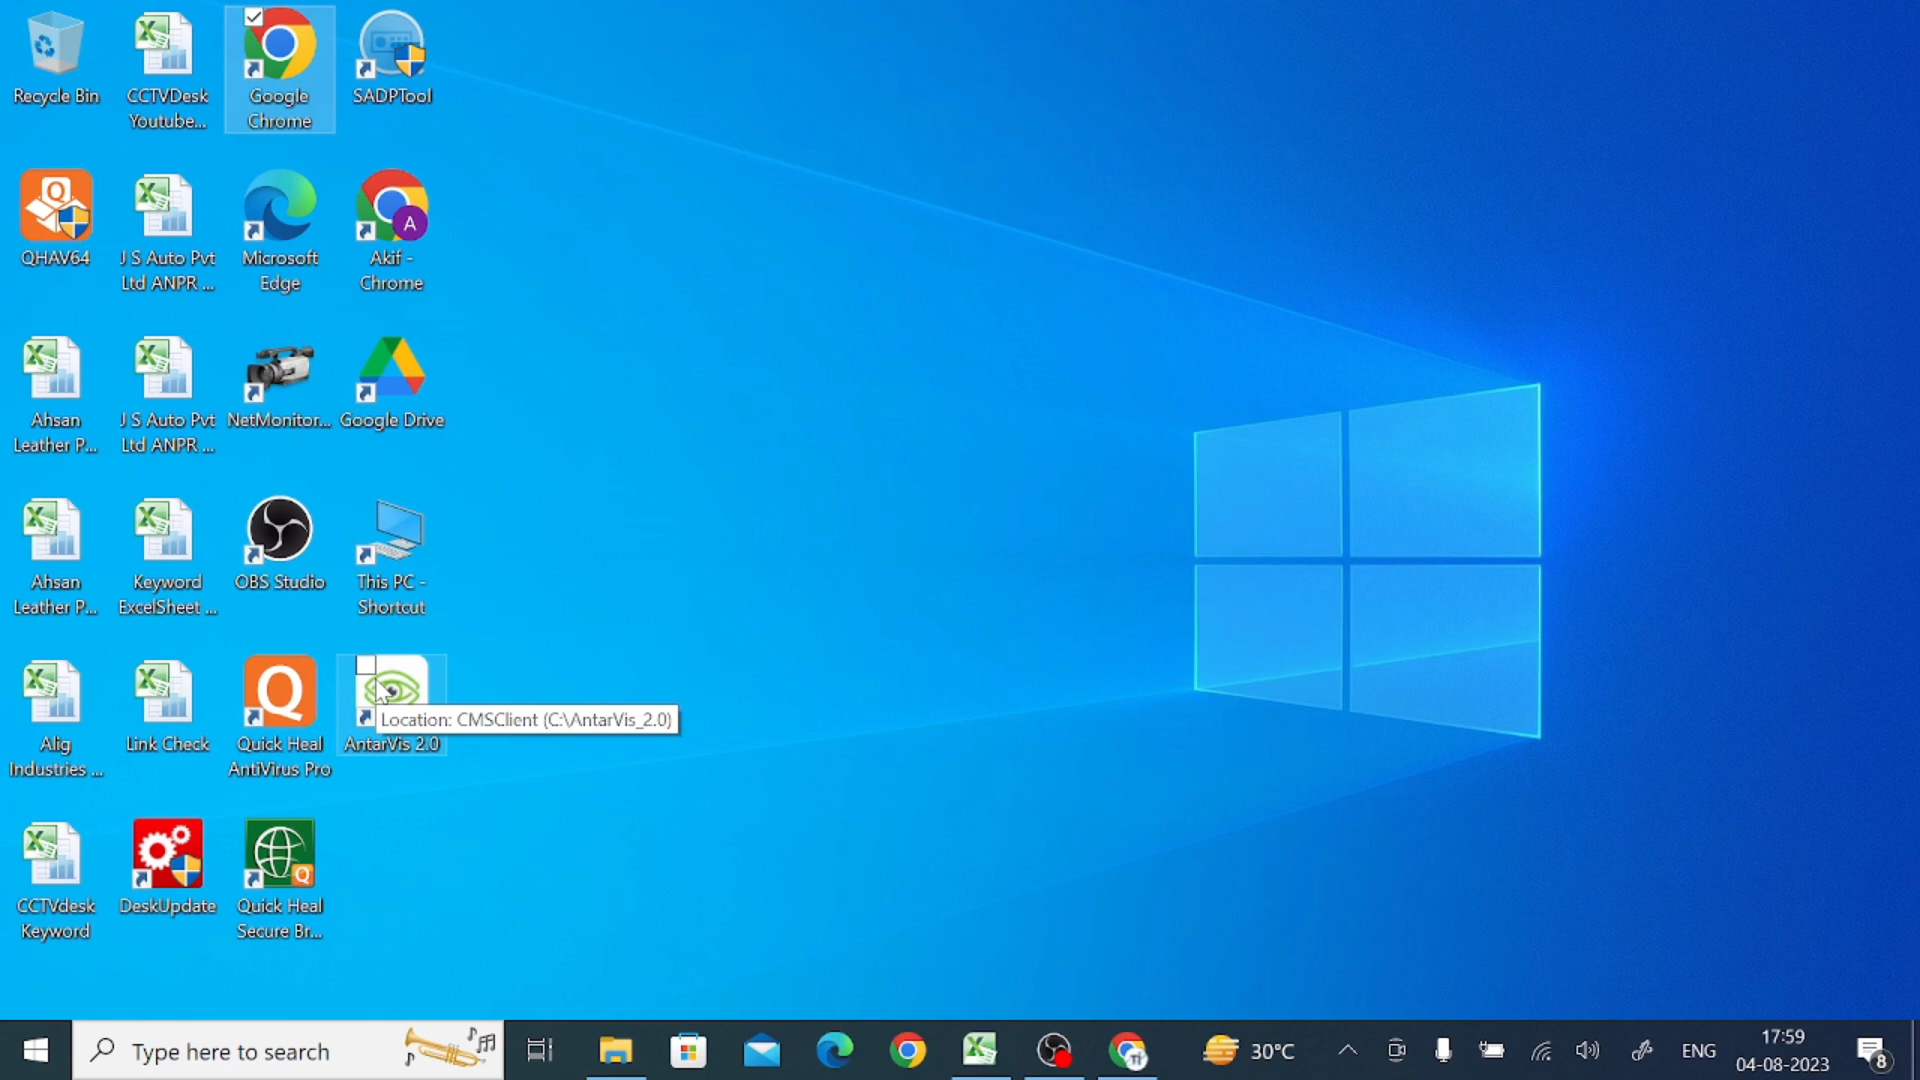 Recycle Bin
CCTVDesk
Youtube...
Google
Chrome
SADPTool
QHAV64
J S Auto Pvt
Ltd ANPR ...
Microsoft
Edge
A
Akif -
Chrome
Ahsan
Leather P...
J S Auto Pvt
Ltd ANPR ...
NetMonitor...
Google Drive
Ahsan
Leather P...
Keyword
ExcelSheet ...
OBS Studio
This PC -
Shortcut
Alig
Industries ...
Link Check
Quick Heal
AntiVirus Pro
Location: CMSClient (C:\AntarVis_2.0)
AntarVis 2.0
CCTVdesk
Keyword
DeskUpdate
Quick Heal
Secure Br...
Type here to search
30°C
ENG
17:59
04-08-2023
8